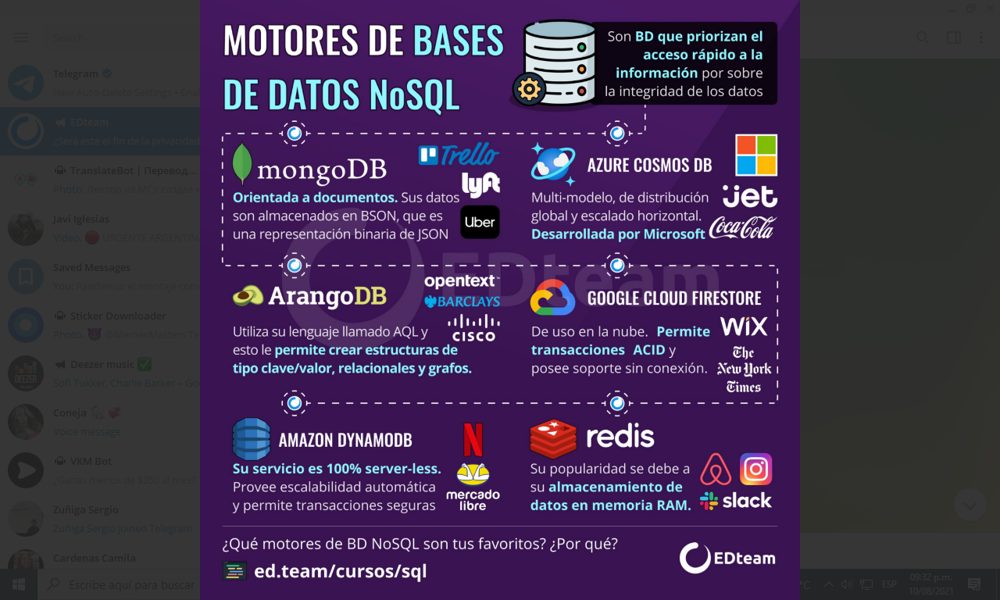 MOTORES DE BASES
DE DATOS NoSQL
Son BD que priorizan el
acceso rápido a la
información por sobre
la integridad de los datos
mongoDB
Trello
lyft
Uber
Orientada a documentos. Sus datos
son almacenados en BSON, que es
una representación binaria de JSON
AZURE COSMOS DB
jet
Coca-Cola
Multi-modelo, de distribución
global y escalado horizontal.
Desarrollada por Microsoft
EDteam
ArangoDB
opentext™
BARCLAYS
CISCO
Utiliza su lenguaje llamado AQL y
esto le permite crear estructuras de
tipo clave/valor, relacionales y grafos.
GOOGLE CLOUD FIRESTORE
WiX
The
New York
Times
De uso en la nube. Permite
transacciones ACID y
posee soporte sin conexión.
AMAZON DYNAMODB
N
mercado
libre
Su servicio es 100% server-less.
Provee escalabilidad automática
y permite transacciones seguras
redis
slack
Su popularidad se debe a
su almacenamiento de
datos en memoria RAM.
¿Qué motores de BD NoSQL son tus favoritos? ¿Por qué?
ed.team/cursos/sql
EDteam
Search
Telegram
New Auto-Delete Settings • Ena
EDteam
¿Será este el fin de la privacidad
TranslateBot | Перевод...
Photo, Лектор из МГУ создал
Javi Iglesias
Video, 🔴 URGENTE ARGENTIN
Saved Messages
You: Pandemia: el montaje com
Sticker Downloader
Photo, 😈 @MemesMasters Te
Deezer music ✅
DEEZER
Sofi Tukker, Charlie Barker – Go
Coneja
Voice message
VKM Bot
¿Ganas menos de $350 al mes?
Zuñiga Sergio
Zuñiga Sergio joined Telegram
Cardenas Camila
Escribe aquí para buscar
°C
ESP
09:32 p.m.
10/08/2021